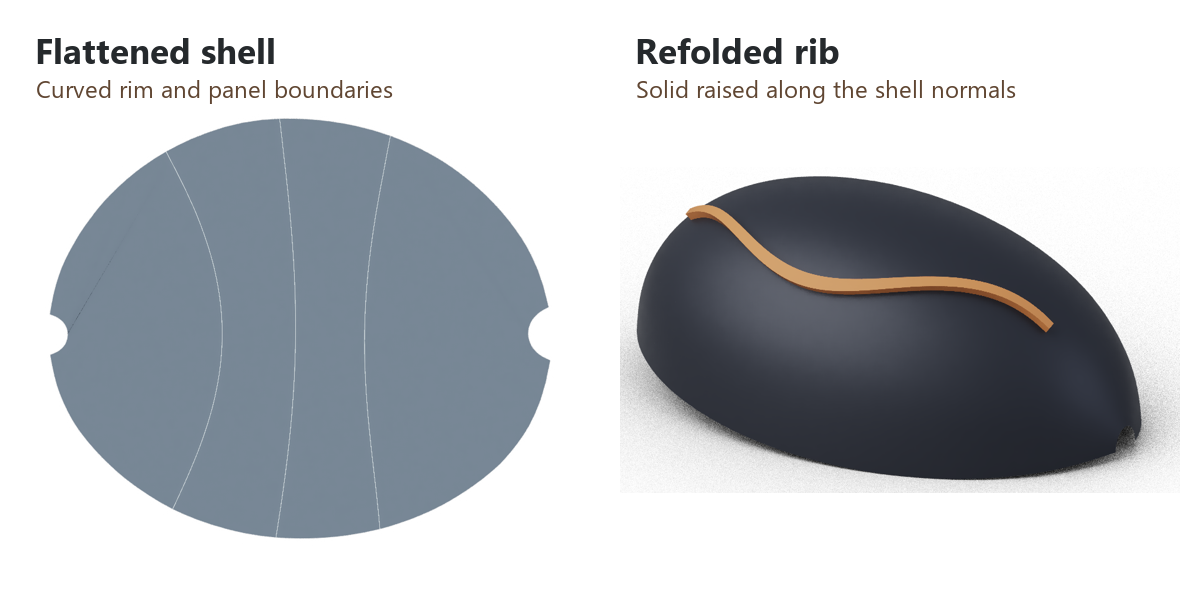 Flattened shell
Curved rim and panel boundaries
Refolded rib
Solid raised along the shell normals